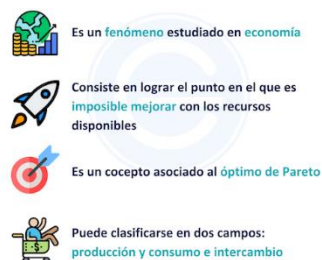 Es un fenómeno estudiado en economía
Consiste en lograr el punto en el que es
imposible mejorar con los recursos
disponibles
Es un cocepto asociado al óptimo de Pareto
Puede clasificarse en dos campos:
producción y consumo e intercambio